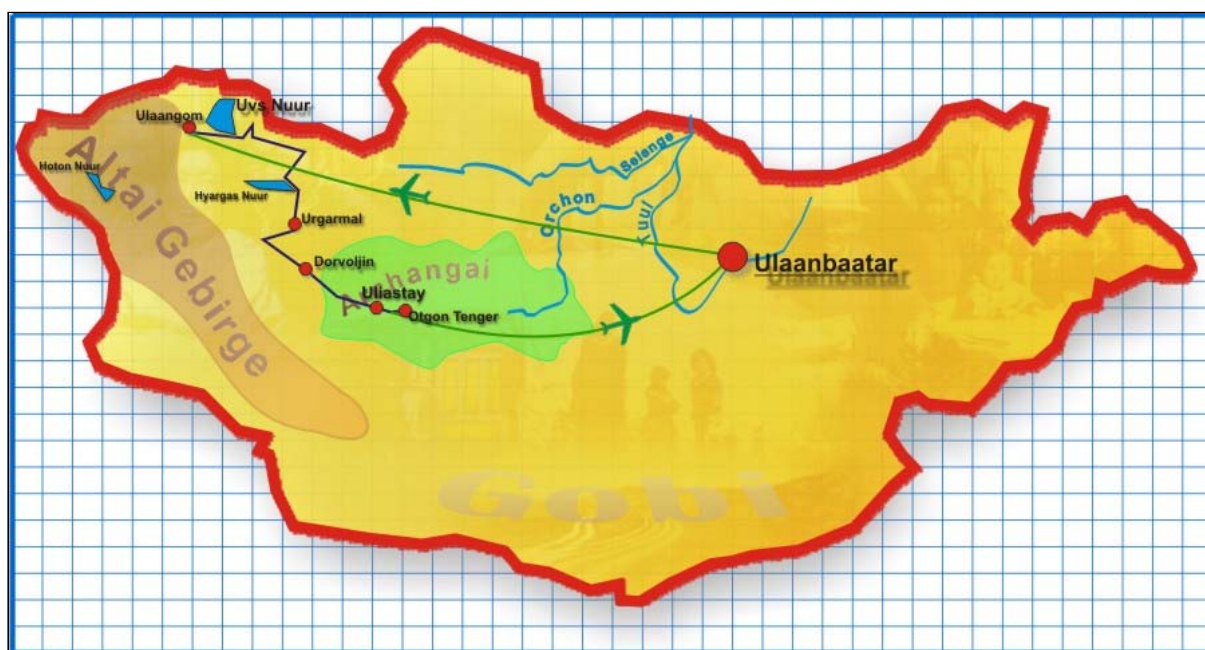 Uvs Nuur
Ulaangom
Altai Gebirge
Hoton Nuur
Hyargas Nuur
Selenge
Orchon
Tuul
Urgarmal
Ulaanbaatar
Dorvoljin
Archangai
Uliastay
Otgon Tenger
Gobi